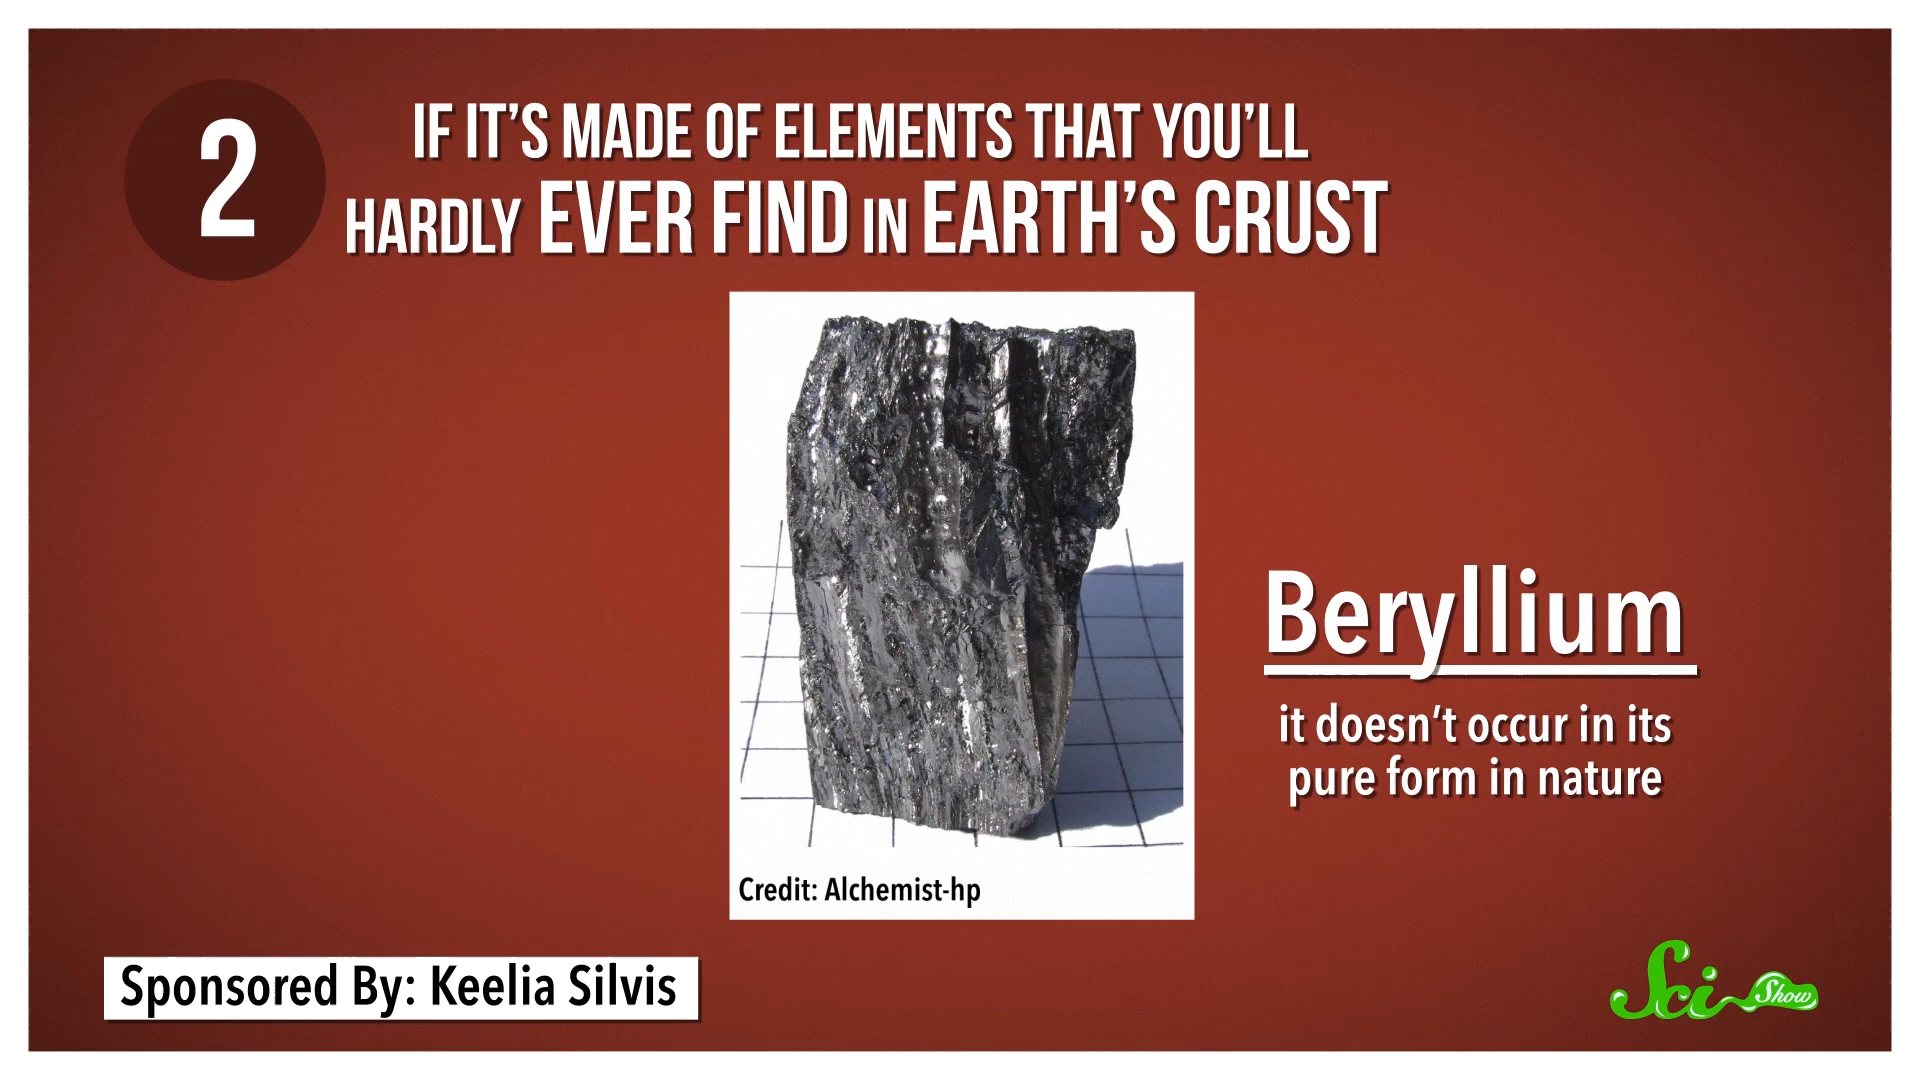 2
IF IT’S MADE OF ELEMENTS THAT YOU’LL
HARDLY EVER FIND IN EARTH’S CRUST
Beryllium
it doesn’t occur in its
pure form in nature
Credit: Alchemist-hp
Sponsored By: Keelia Silvis
Sci Show